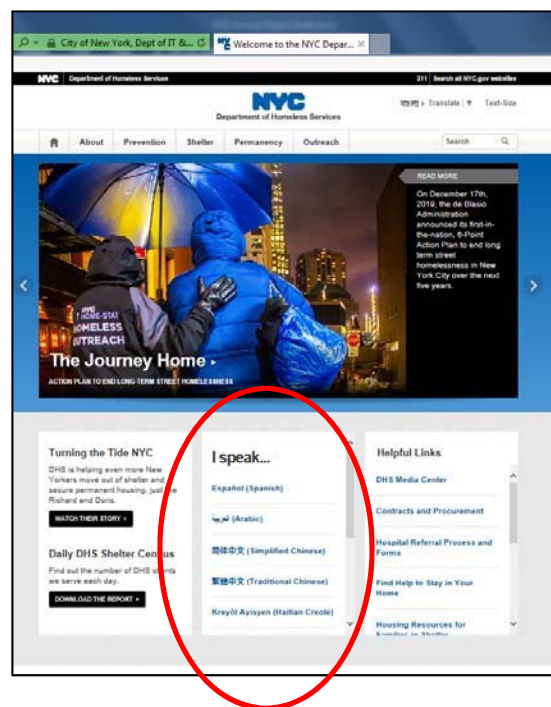 City of New York, Dept of IT &...
Welcome to the NYC Depar...
NYC Department of Homeless Services
311 Search all NYC.gov websites
NYC
Department of Homeless Services
Translate Text-Size
About Prevention Shelter Permanency Outreach
Search
READ MORE
On December 17th,
2019, the de Blasio
Administration
announced its first-in-
the-nation, 6-Point
Action Plan to end long
term street
homelessness in New
York City over the next
five years.
NYC
HOME-STAT
HOMELESS
OUTREACH
The Journey Home
ACTION PLAN TO END LONG-TERM STREET HOMELESSNESS
Turning the Tide NYC
DHS is helping even more New
Yorkers move out of shelter and
secure permanent housing, just like
Richard and Doris.
WATCH THEIR STORY
Daily DHS Shelter Census
Find out the number of DHS clients
we serve each day.
DOWNLOAD THE REPORT
I speak...
Español (Spanish)
(Arabic)
简体中文 (Simplified Chinese)
繁體中文 (Traditional Chinese)
Kreyòl Ayisyen (Haitian Creole)
Helpful Links
DHS Media Center
Contracts and Procurement
Hospital Referral Process and
Forms
Find Help to Stay in Your
Home
Housing Resources for
Families in Shelter